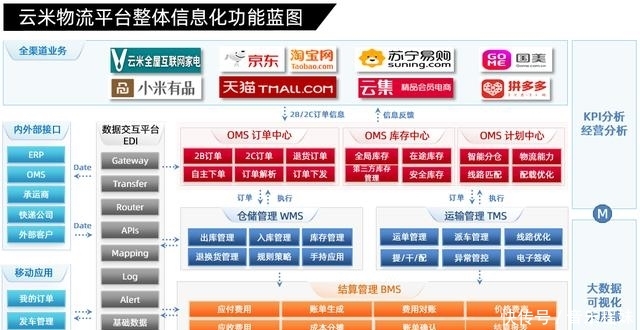 云米物流平台整体信息化功能蓝图
全渠道业务
云米全屋互联网家电
京东
淘宝网
Taobao.com
苏宁易购
suning.com
GO
ME
国美
小米有品
天猫 TMALL.COM
云集
精品会员电商
拼多多
2B/2C订单信息
信息反馈
KPI分析
经营分析
内外部接口
ERP
OMS
承运商
快递公司
外部客户
Date
Date
数据交互平台
EDI
Gateway
Transfer
Router
APIs
Mapping
Log
Alert
基础数据
OMS 订单中心
2B订单
2C订单
退货订单
自主下单
订单解析
订单下发
OMS 库存中心
全局库存
在途库存
第三方库存
管理
安全库存
OMS 计划中心
智能分仓
物流能力
线路匹配
配载优化
订单
执行
订单
执行
仓储管理 WMS
出库管理
入库管理
库存管理
退换货管理
规则策略
手持应用
运输管理 TMS
运单管理
派车管理
线路优化
提/干/配
异常管控
电子签收
M
大数据
可视化
移动应用
我的订单
发车管理
结算管理 BMS
应付费用
账单生成
费用对账
应收费用
成本分摊
账单确认